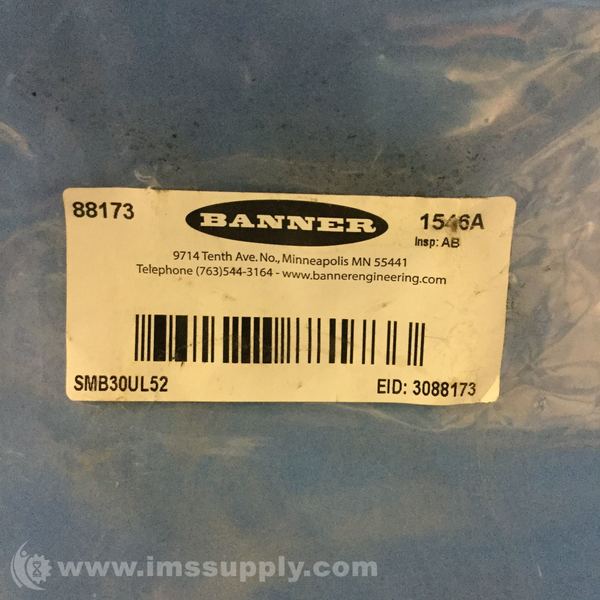 88173
BANNER
1546A
Insp: AB
9714 Tenth Ave. No., Minneapolis MN 55441
Telephone (763)544-3164 - www.bannerengineering.com
SMB30UL52
EID: 3088173
www.imssupply.com